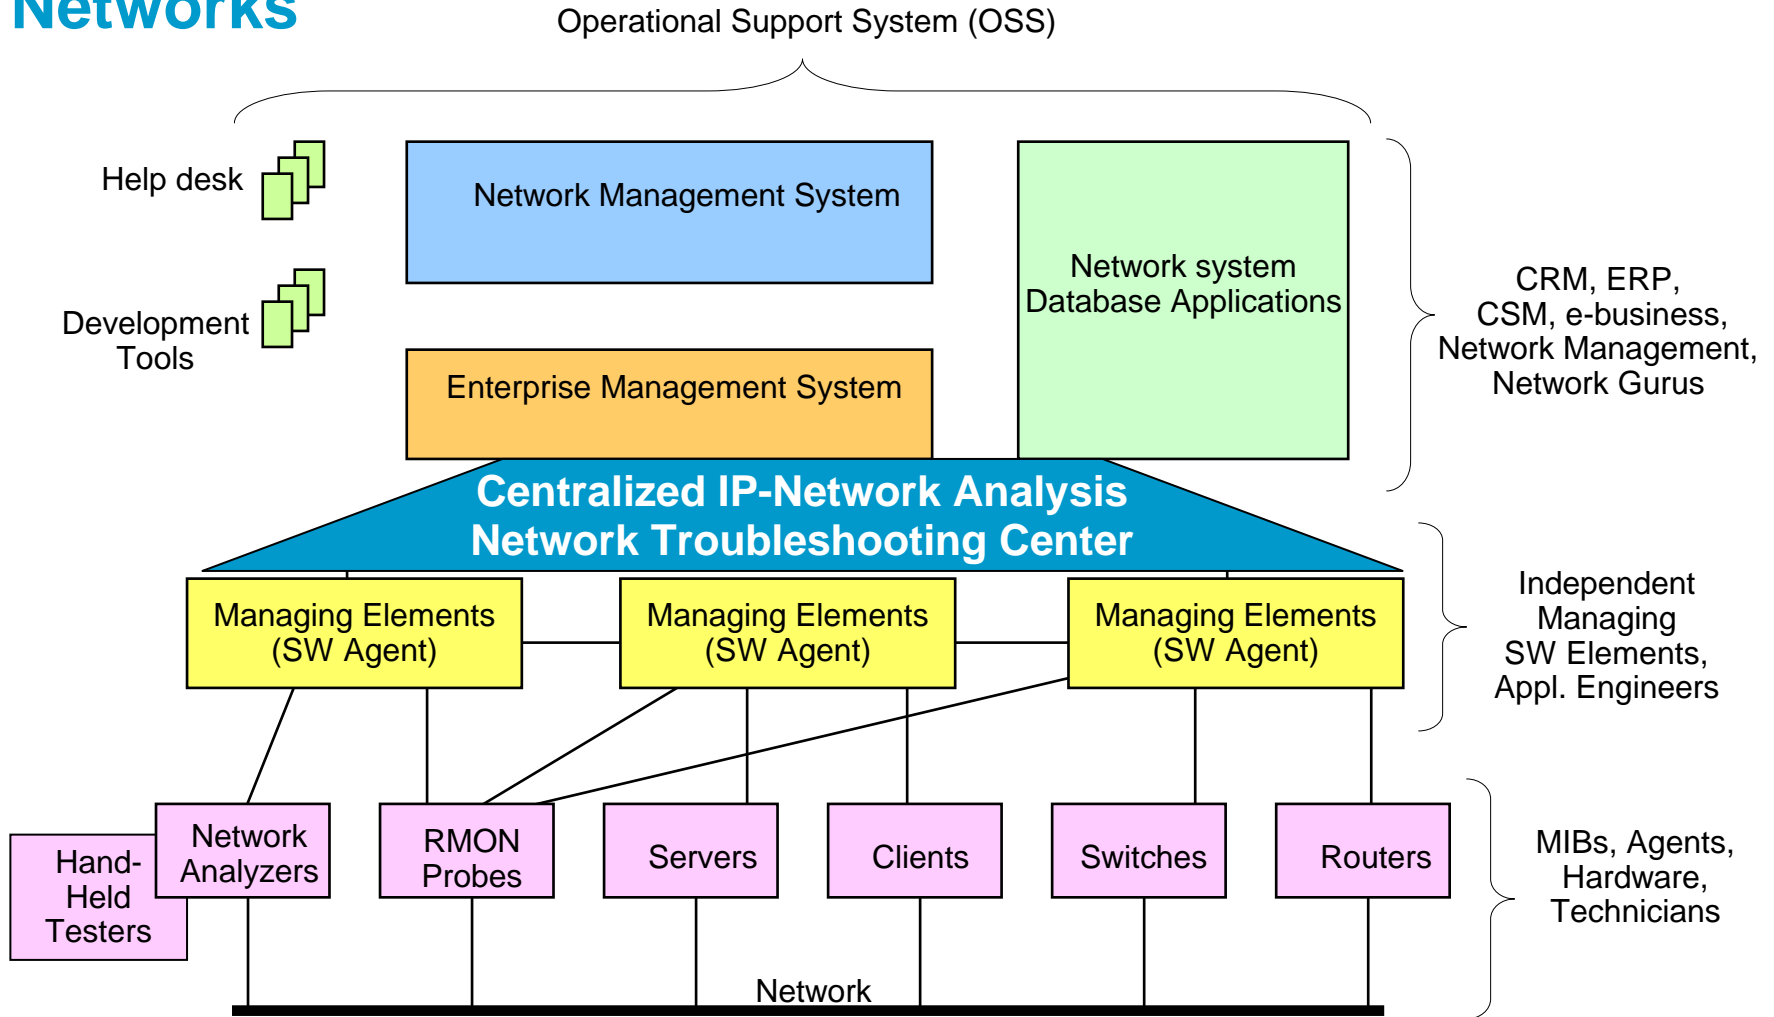 Networks
Operational Support System (OSS)
Help desk
Network Management System
Network system
Database Applications
CRM, ERP,
CSM, e-business,
Network Management,
Network Gurus
Development
Tools
Enterprise Management System
Centralized IP-Network Analysis
Network Troubleshooting Center
Managing Elements
(SW Agent)
Managing Elements
(SW Agent)
Managing Elements
(SW Agent)
Independent
Managing
SW Elements,
Appl. Engineers
Hand-
Held
Testers
Network
Analyzers
RMON
Probes
Servers
Clients
Switches
Routers
MIBs, Agents,
Hardware,
Technicians
Network